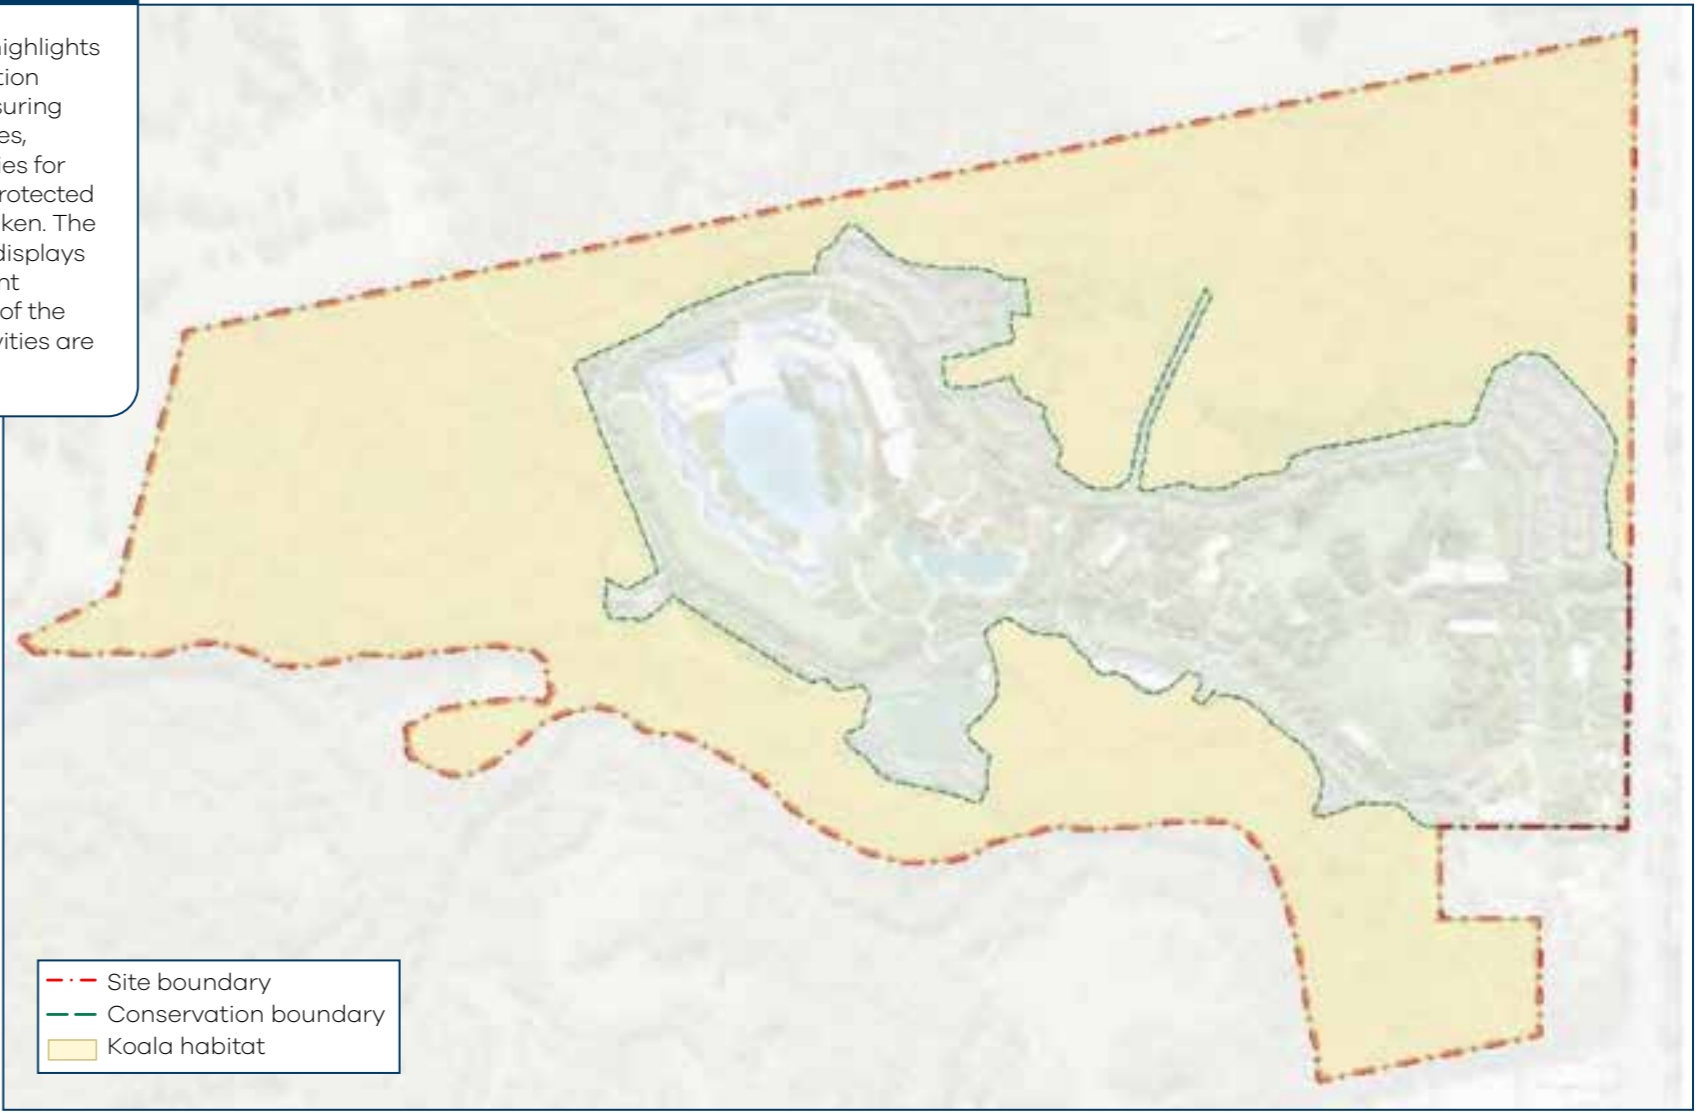 highlights
tion
suring
es,
ies for
rotected
ken. The
displays
nt
of the
vities are
Site boundary
Conservation boundary
Koala habitat